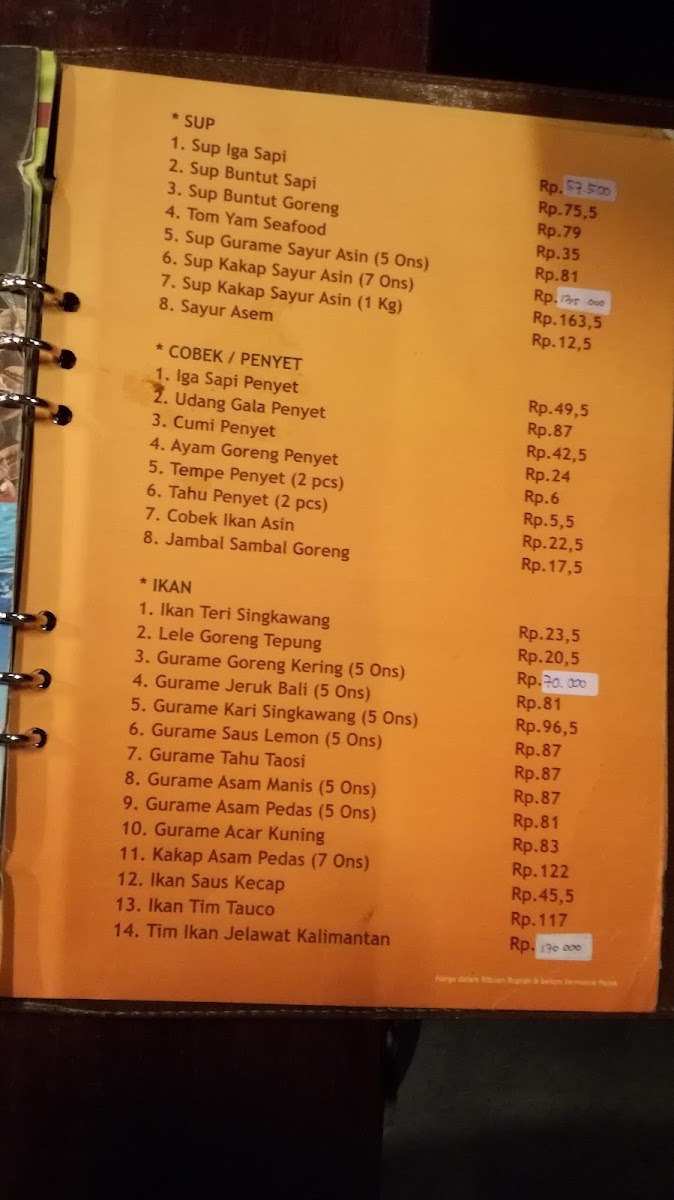 * SUP
1. Sup Iga Sapi Rp.57.500
2. Sup Buntut Sapi Rp.75,5
3. Sup Buntut Goreng Rp.79
4. Tom Yam Seafood Rp.35
5. Sup Gurame Sayur Asin (5 Ons) Rp.81
6. Sup Kakap Sayur Asin (7 Ons) Rp.135.000
7. Sup Kakap Sayur Asin (1 Kg) Rp.163,5
8. Sayur Asem Rp.12,5
* COBEK / PENYET
1. Iga Sapi Penyet Rp.49,5
2. Udang Gala Penyet Rp.87
3. Cumi Penyet Rp.42,5
4. Ayam Goreng Penyet Rp.24
5. Tempe Penyet (2 pcs) Rp.6
6. Tahu Penyet (2 pcs) Rp.5,5
7. Cobek Ikan Asin Rp.22,5
8. Jambal Sambal Goreng Rp.17,5
* IKAN
1. Ikan Teri Singkawang Rp.23,5
2. Lele Goreng Tepung Rp.20,5
3. Gurame Goreng Kering (5 Ons) Rp.70.000
4. Gurame Jeruk Bali (5 Ons) Rp.81
5. Gurame Kari Singkawang (5 Ons) Rp.96,5
6. Gurame Saus Lemon (5 Ons) Rp.87
7. Gurame Tahu Taosi Rp.87
8. Gurame Asam Manis (5 Ons) Rp.87
9. Gurame Asam Pedas (5 Ons) Rp.81
10. Gurame Acar Kuning Rp.83
11. Kakap Asam Pedas (7 Ons) Rp.122
12. Ikan Saus Kecap Rp.45,5
13. Ikan Tim Tauco Rp.117
14. Tim Ikan Jelawat Kalimantan Rp.170.000
Harga dalam Ribuan Rupiah & belum termasuk Pajak